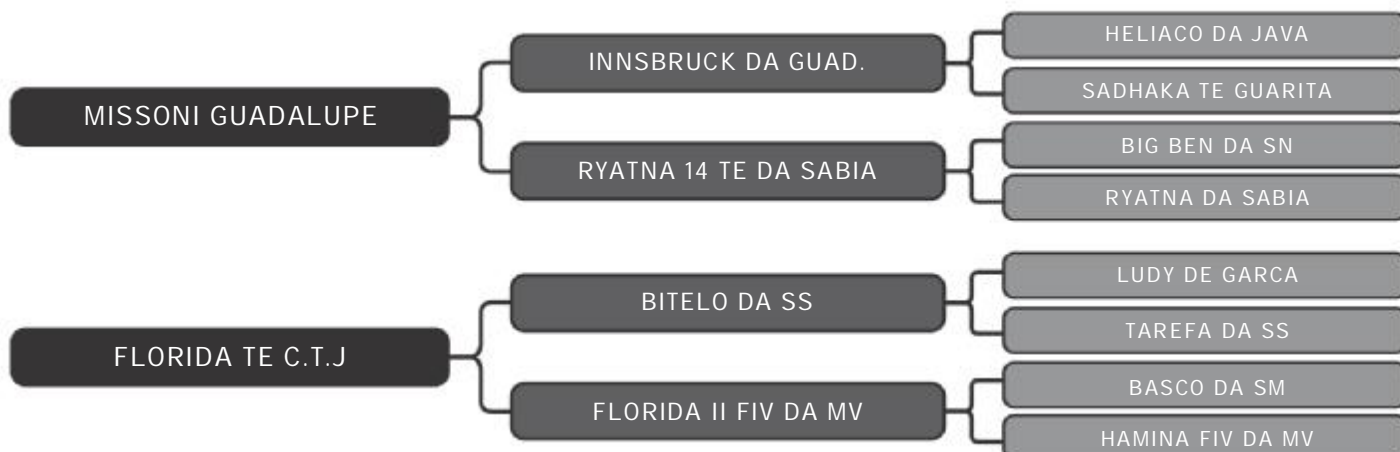 HELIACO DA JAVA
INNSBRUCK DA GUAD.
SADHAKA TE GUARITA
MISSONI GUADALUPE
BIG BEN DA SN
RYATNA 14 TE DA SABIA
RYATNA DA SABIA
LUDY DE GARCA
BITELO DA SS
TAREFA DA SS
FLORIDA TE C.T.J
BASCO DA SM
FLORIDA II FIV DA MV
HAMINA FIV DA MV